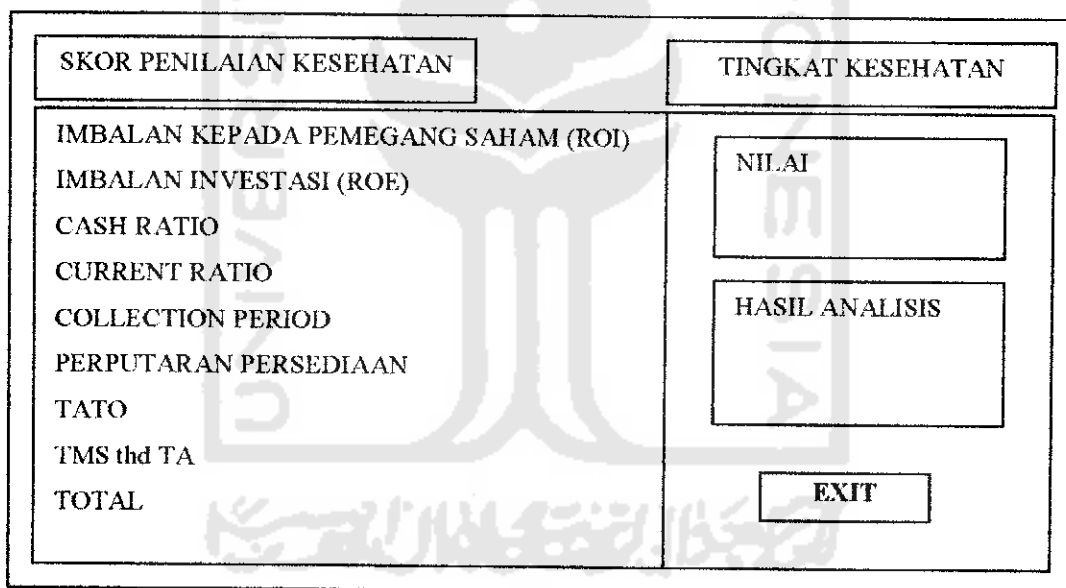 SKOR PENILAIAN KESEHATAN
TINGKAT KESEHATAN
IMBALAN KEPADA PEMEGANG SAHAM (ROI)
IMBALAN INVESTASI (ROE)
CASH RATIO
CURRENT RATIO
COLLECTION PERIOD
PERPUTARAN PERSEDIAAN
TATO
TMS thd TA
TOTAL
NILAI
HASIL ANALISIS
EXIT